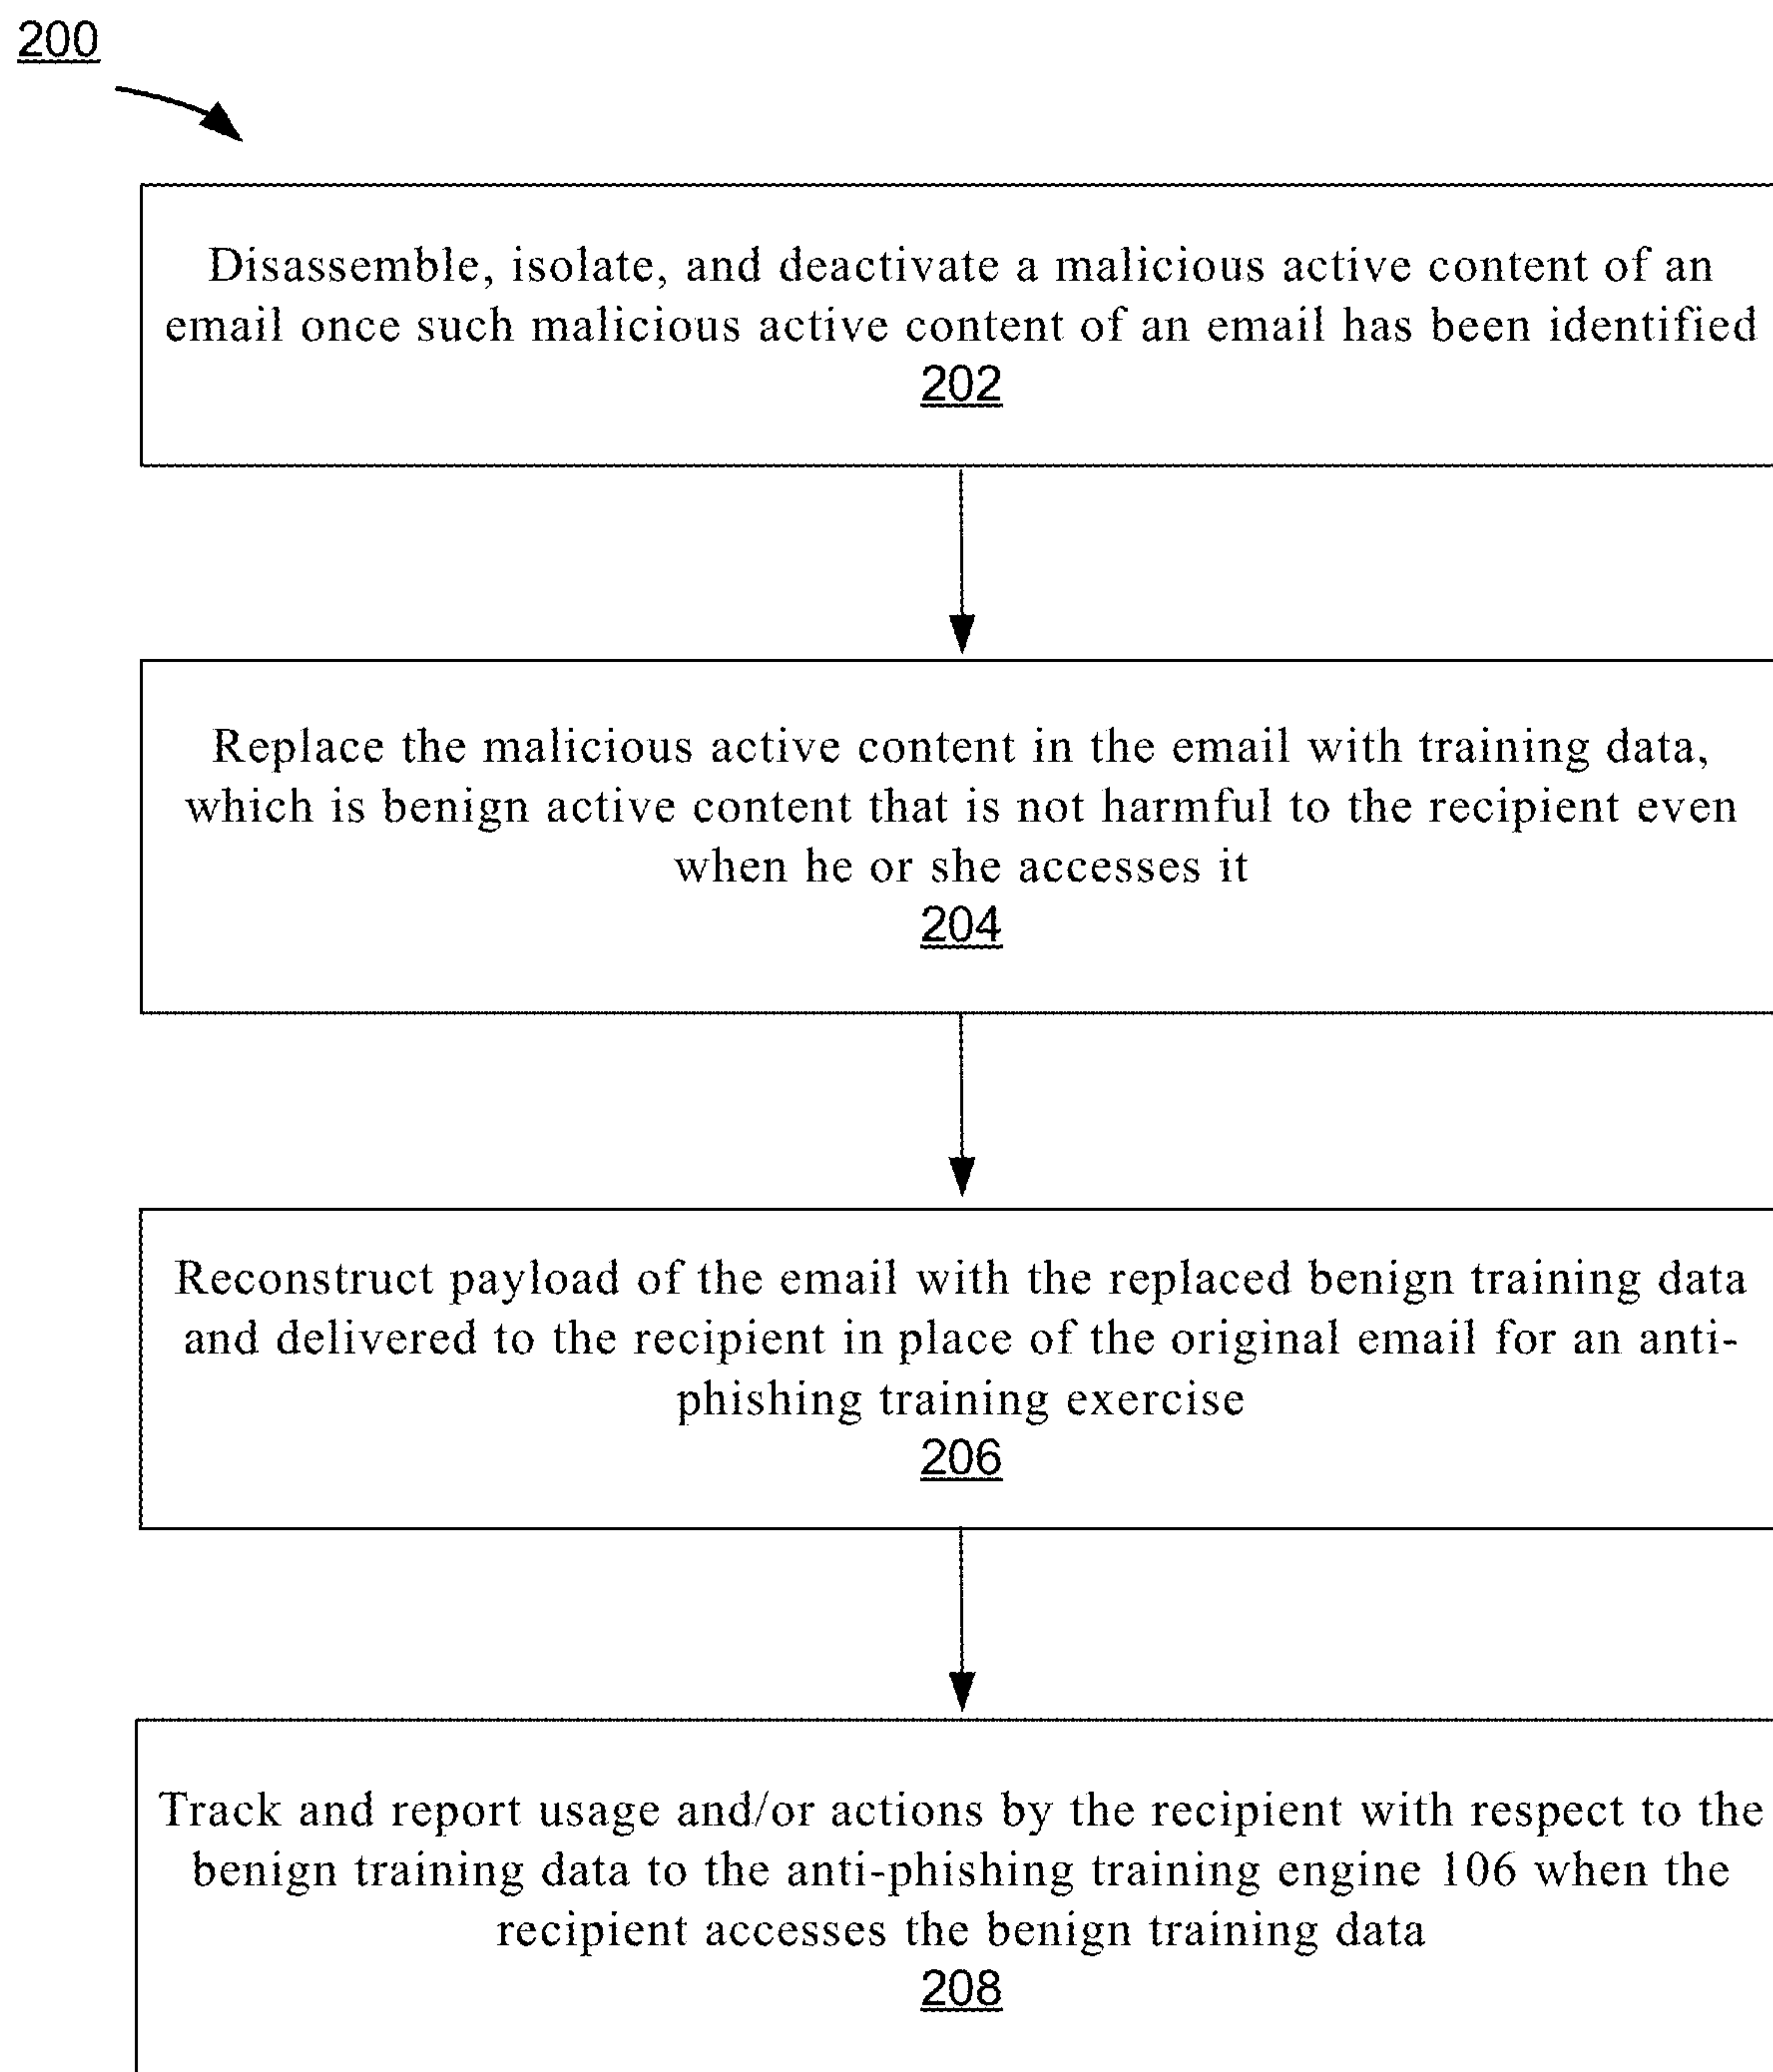 200
Disassemble, isolate, and deactivate a malicious active content of an
email once such malicious active content of an email has been identified
202
Replace the malicious active content in the email with training data,
which is benign active content that is not harmful to the recipient even
when he or she accesses it
204
Reconstruct payload of the email with the replaced benign training data
and delivered to the recipient in place of the original email for an anti-
phishing training exercise
206
Track and report usage and/or actions by the recipient with respect to the
benign training data to the anti-phishing training engine 106 when the
recipient accesses the benign training data
208